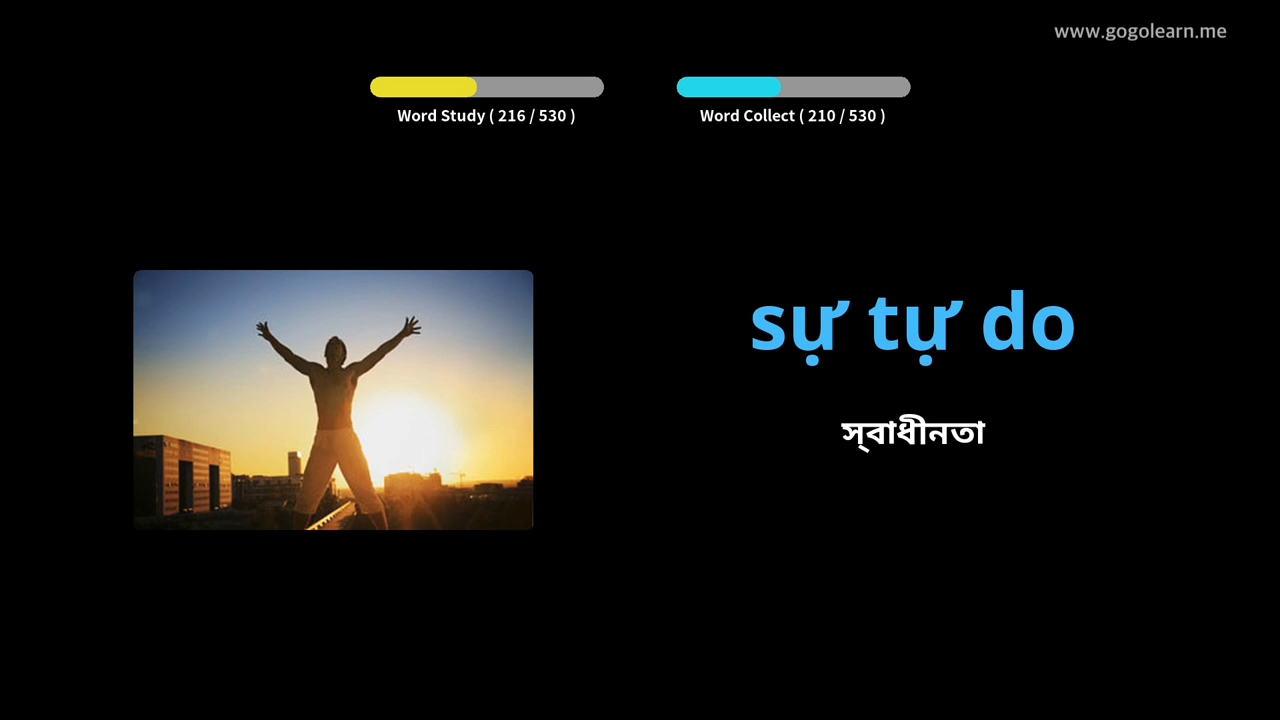 www.gogolearn.me
Word Study ( 216 / 530 )
Word Collect ( 210 / 530 )
sự tự do
স্‌বাধীনতা